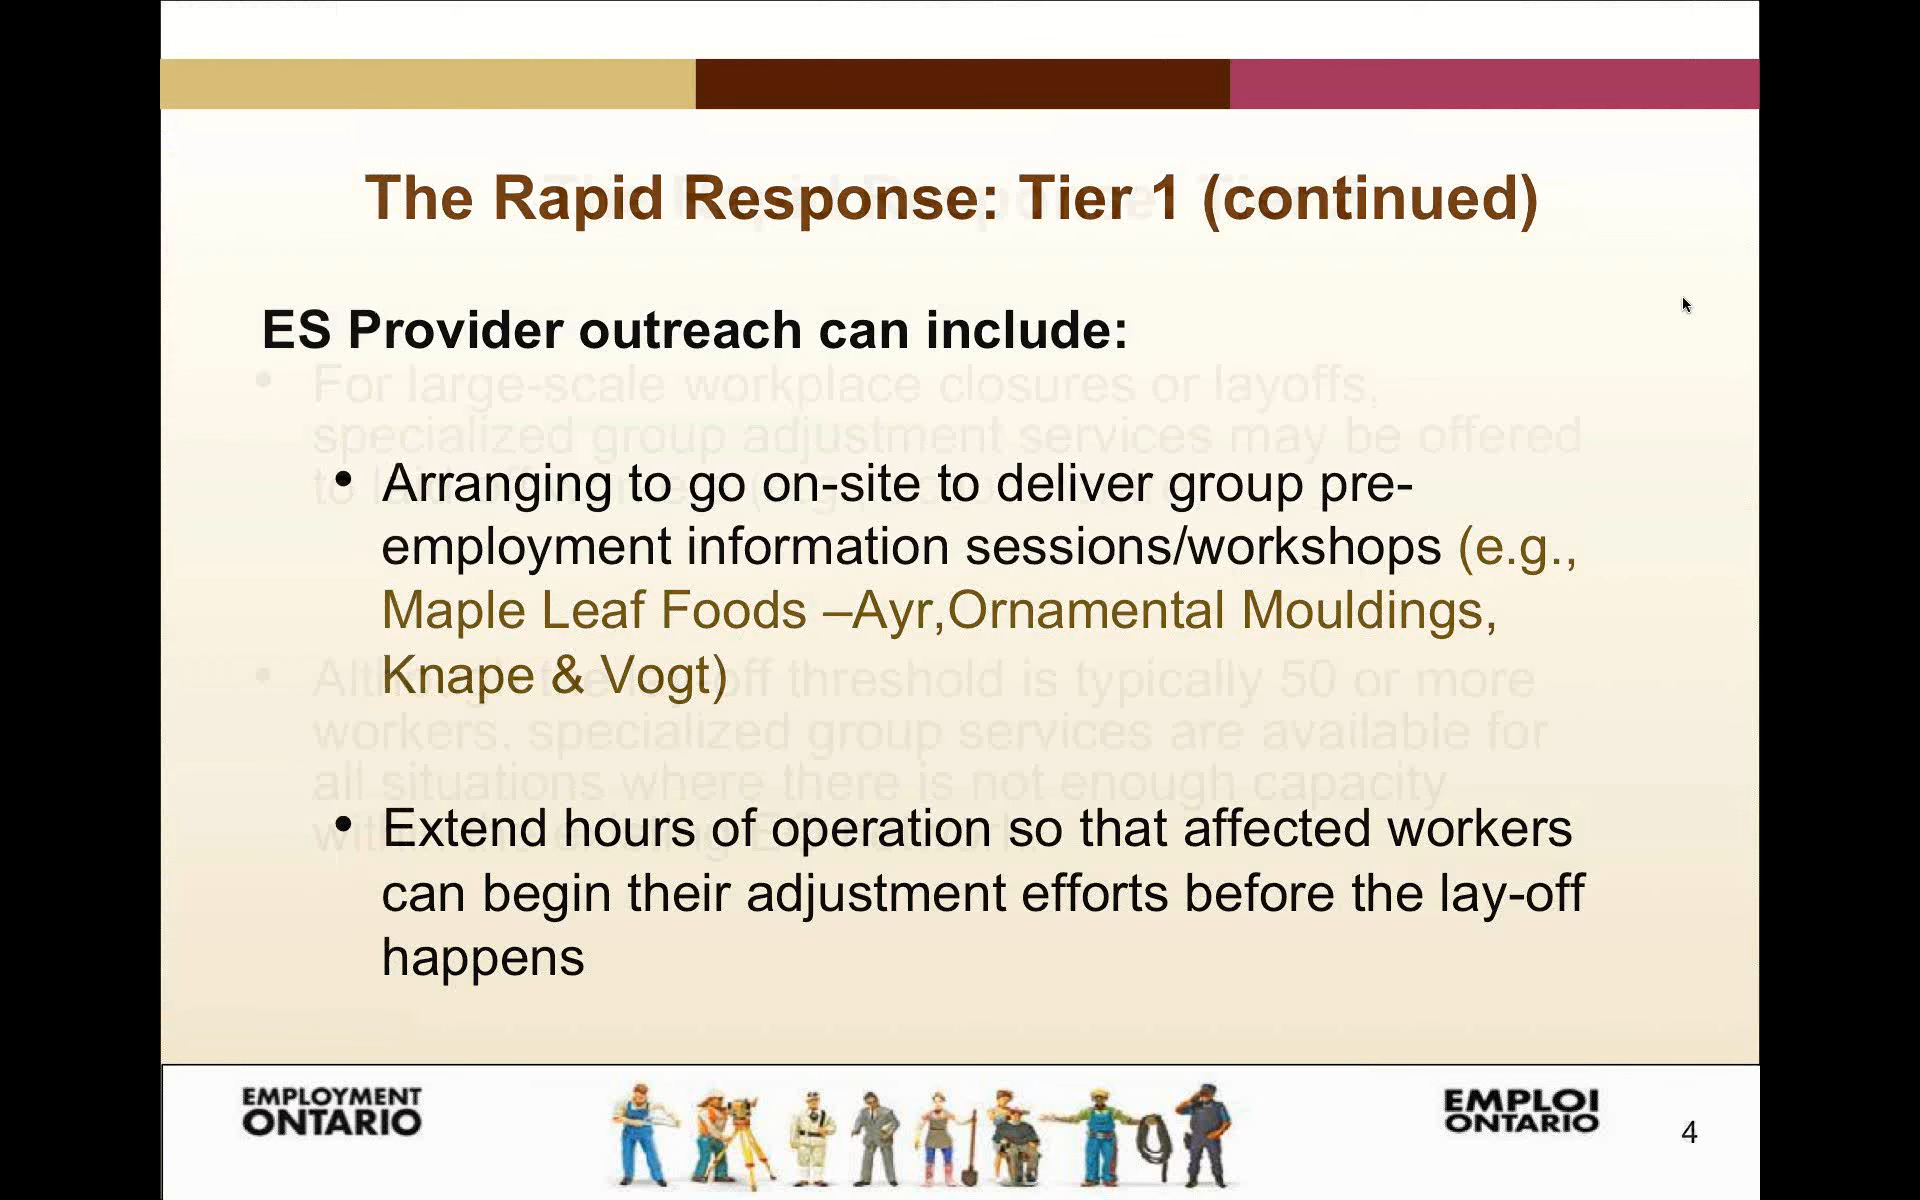 The Rapid Response: Tier 1 (continued)
ES Provider outreach can include:
• For large-scale workplace closures or layoffs,
specialized group adjustment services may be offered
to
• Arranging to go on-site to deliver group pre-
employment information sessions/workshops (e.g.,
Maple Leaf Foods –Ayr,Ornamental Mouldings,
Knape & Vogt)
• threshold is typically 50 or more
workers, specialized group services are available for
all situations where there is not enough capacity
• Extend hours of operation so that affected workers
can begin their adjustment efforts before the lay-off
happens
EMPLOYMENT
ONTARIO
EMPLOI
ONTARIO
4